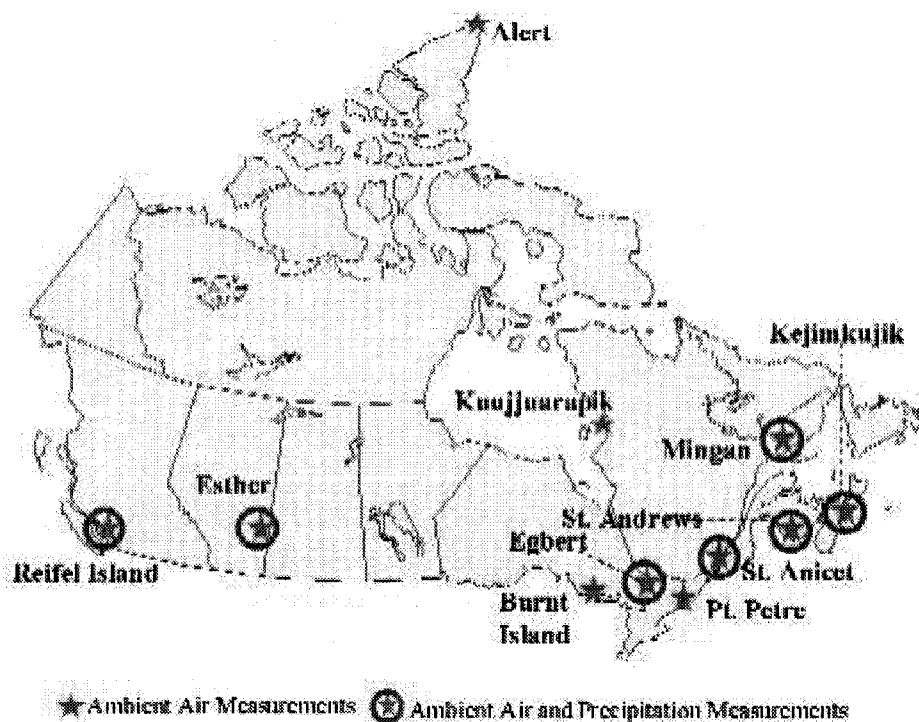 Alert
Kejimkujik
Kuujjuarapik
Mingan
Esther
St. Andrews
Egbert
Reifel Island
St. Anicet
Burnt
Island
Pt. Petre
Ambient Air Measurements
Ambient Air and Precipitation Measurements